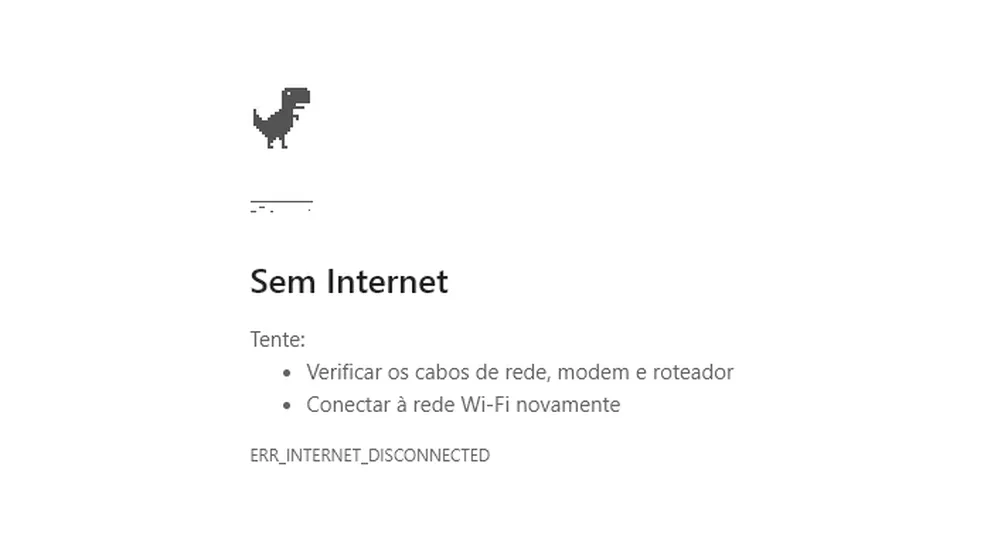 Sem Internet
Tente:
• Verificar os cabos de rede, modem e roteador
• Conectar à rede Wi-Fi novamente
ERR_INTERNET_DISCONNECTED